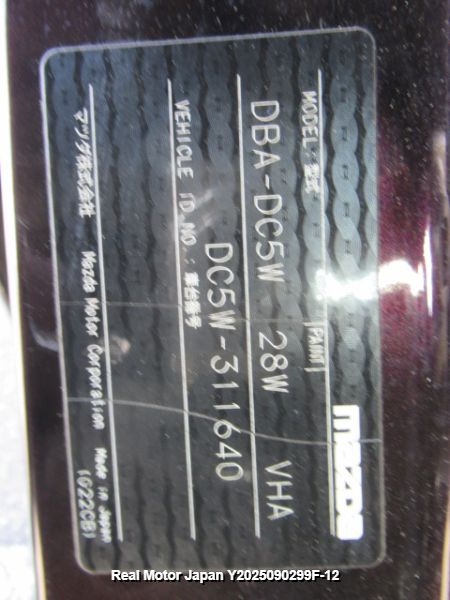 mazda
MODEL:型式 PAINT
DBA-DC5W 28W VHA
VEHICLE ID NO.:車台番号
DC5W-311640
マツダ株式会社 Mazda Motor Corporation Made in Japan
(G22CB)
Real Motor Japan Y2025090299F-12